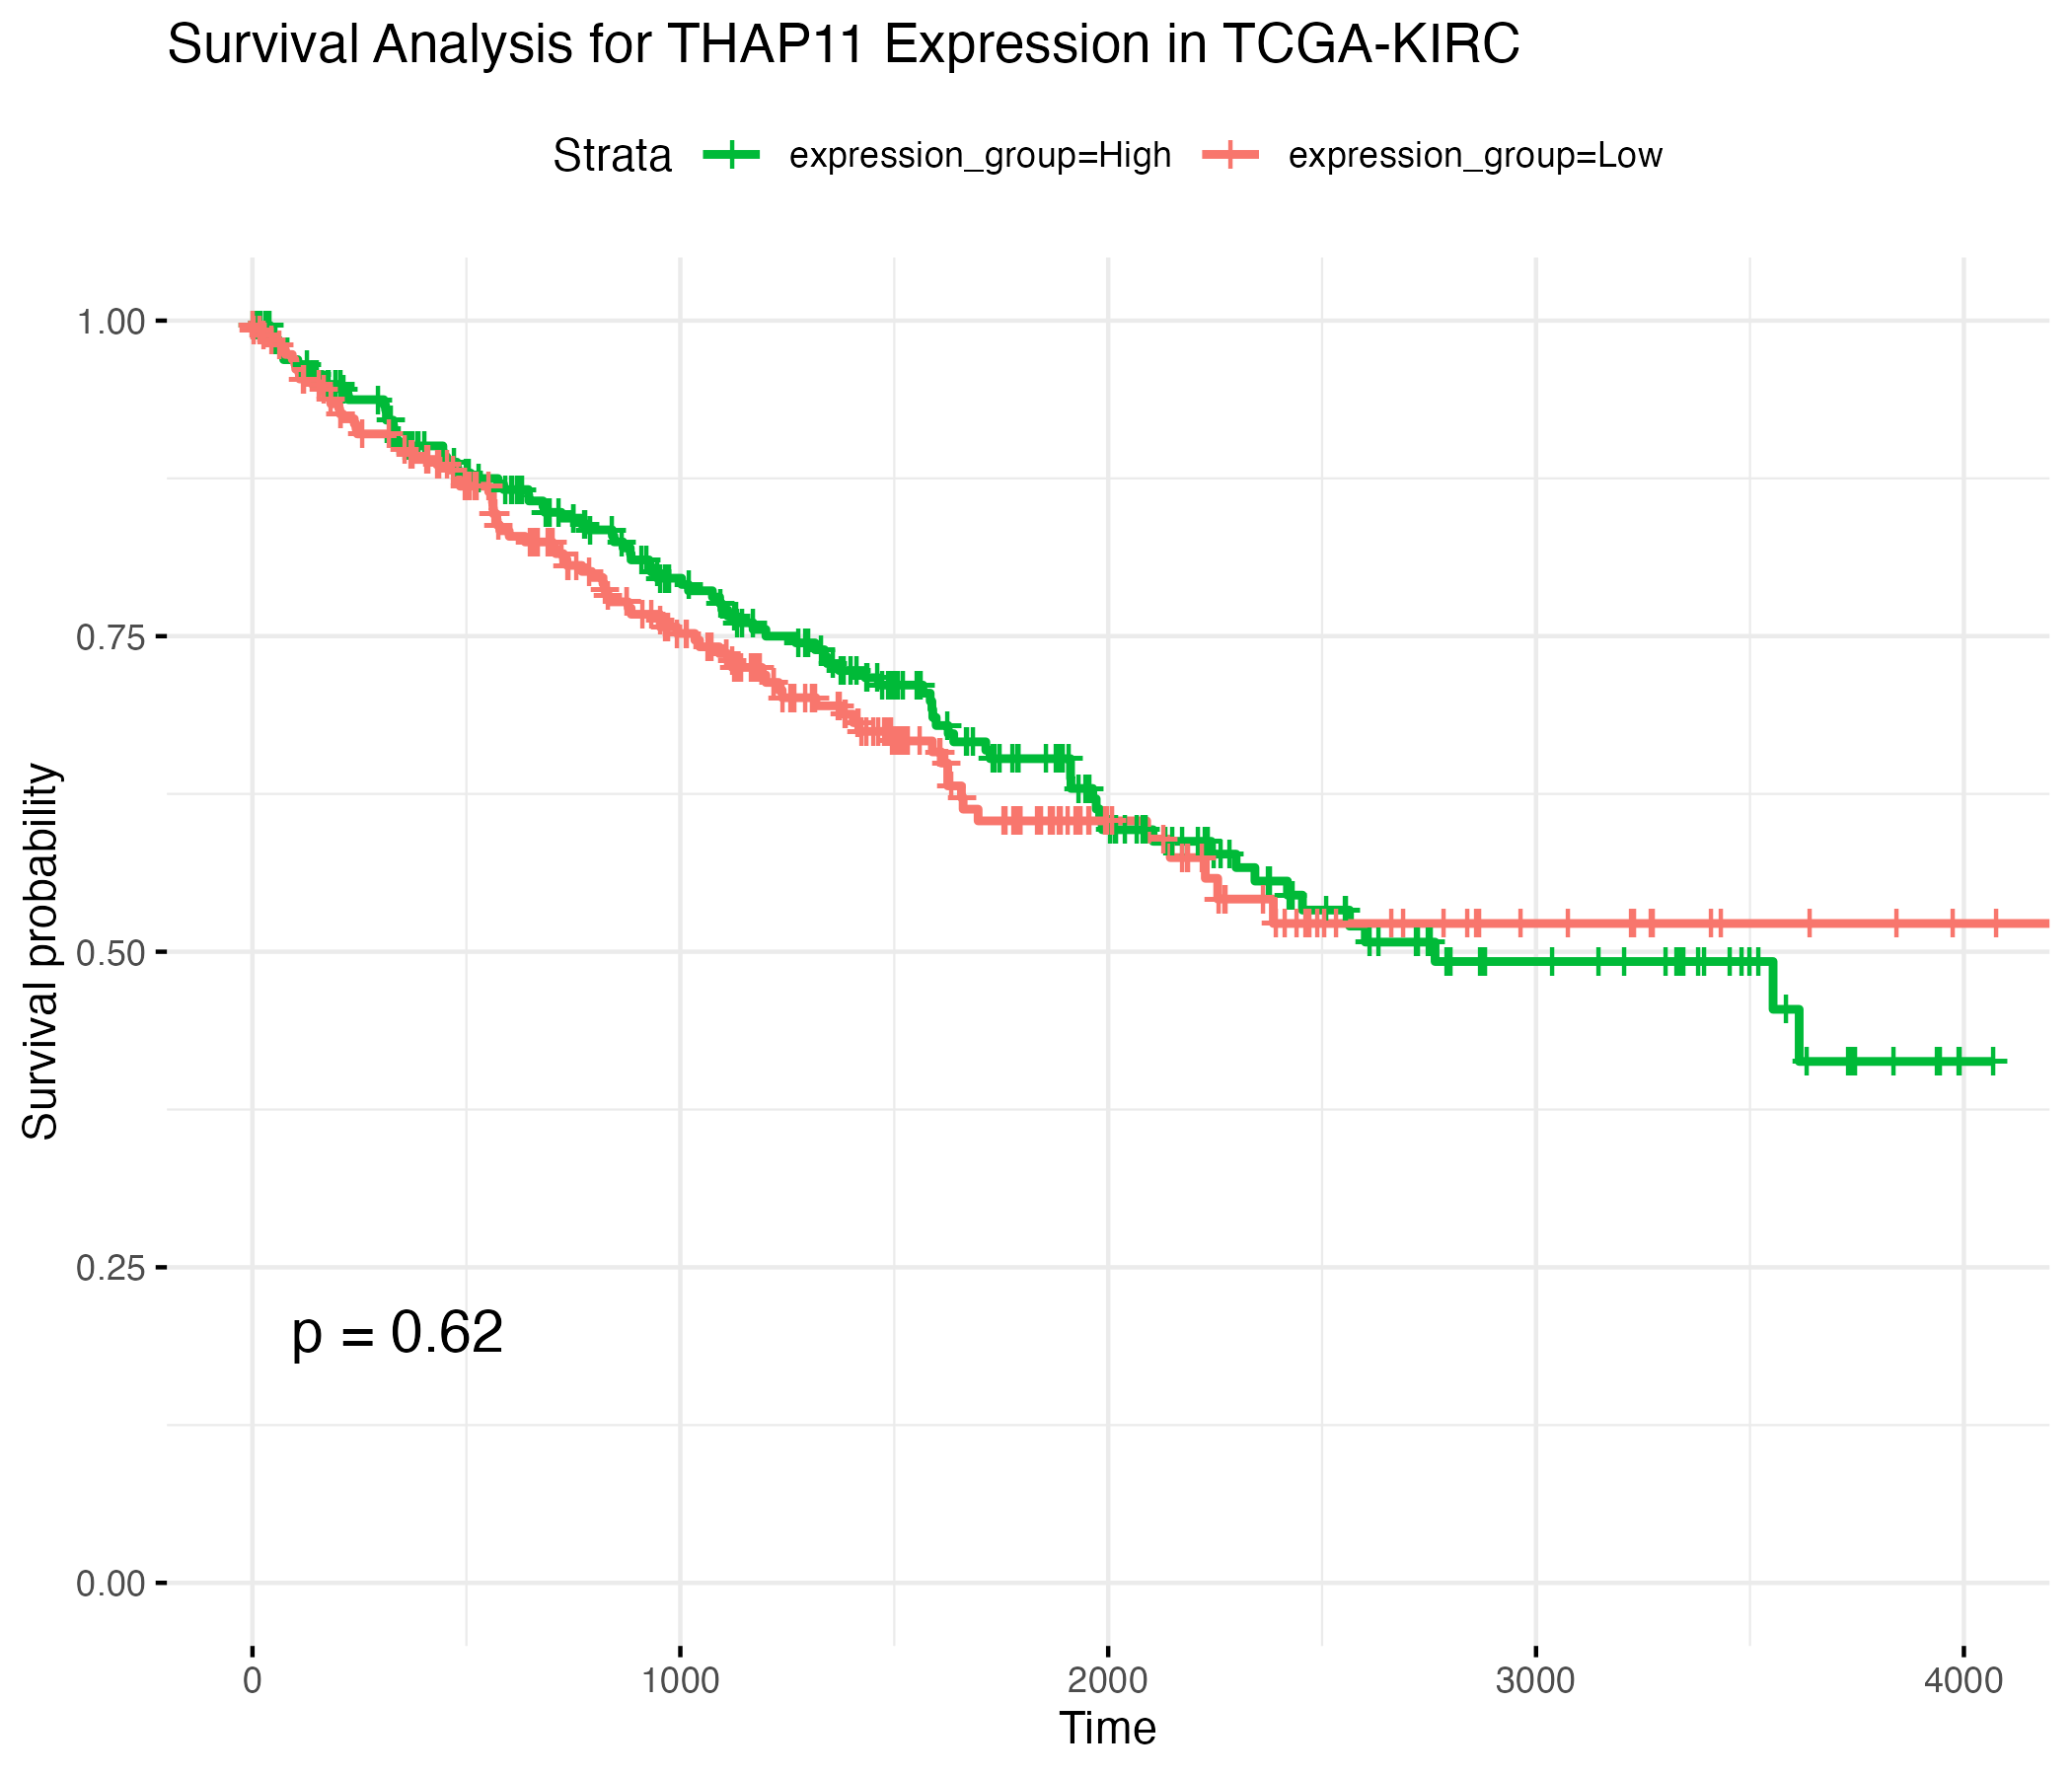 Survival Analysis for THAP11 Expression in TCGA-KIRC
Strata expression_group=High expression_group=Low
1.00
0.75
0.50
0.25
0.00
Survival probability
p = 0.62
0 1000 2000 3000 4000
Time